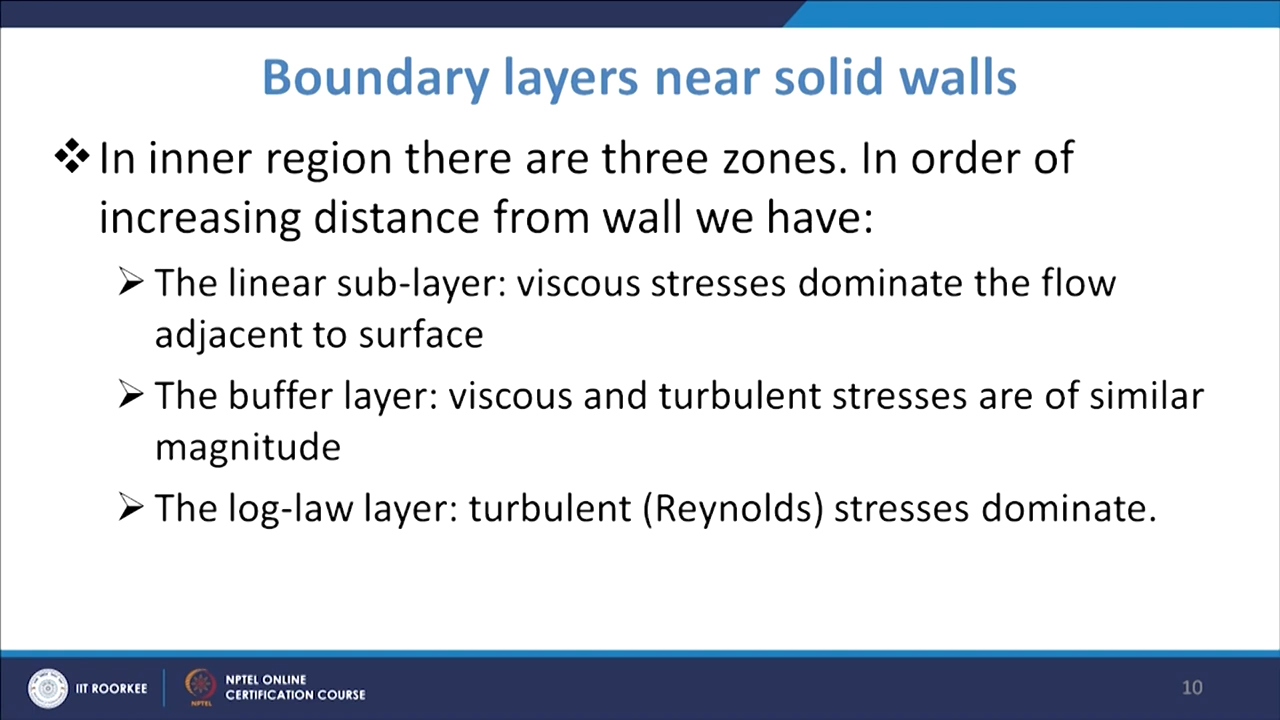 Boundary layers near solid walls
❖ In inner region there are three zones. In order of
increasing distance from wall we have:
➢ The linear sub-layer: viscous stresses dominate the flow
adjacent to surface
➢ The buffer layer: viscous and turbulent stresses are of similar
magnitude
➢ The log-law layer: turbulent (Reynolds) stresses dominate.
IIT ROORKEE
NPTEL
NPTEL ONLINE
CERTIFICATION COURSE
10